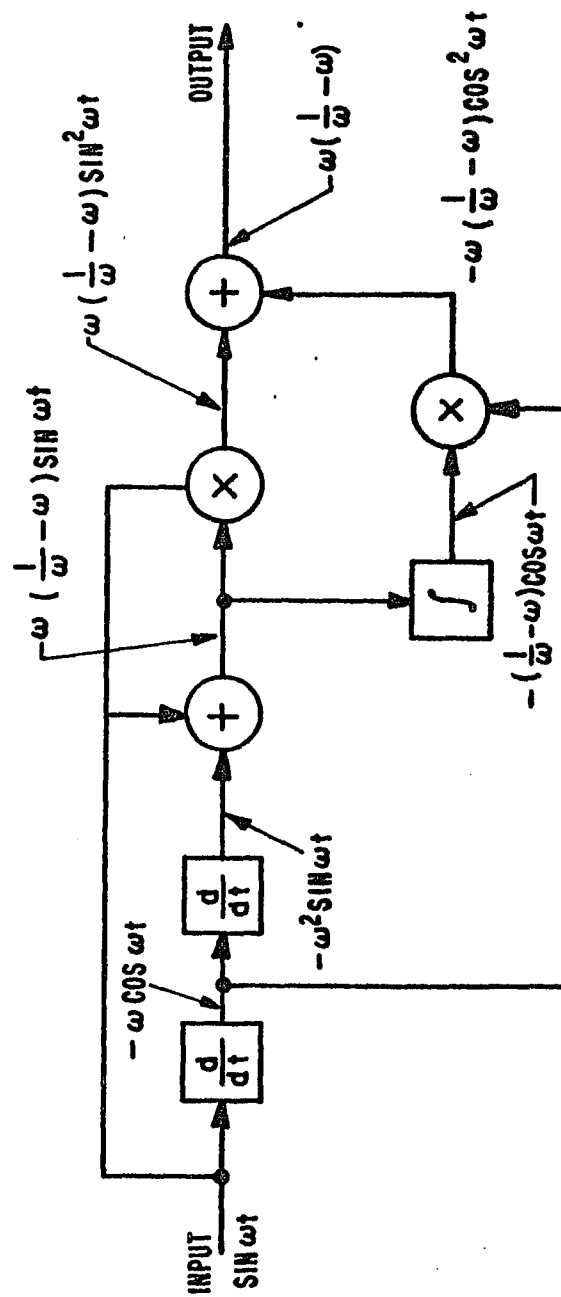 INPUT
SIN ωt
d/dt
- ω COS ωt
d/dt
-ω² SIN ωt
+
ω (1/ω - ω) SIN ωt
×
ω (1/ω - ω) SIN² ωt
+
OUTPUT
ω (1/ω - ω)
∫
- (1/ω - ω) COS ωt
×
-ω (1/ω - ω) COS² ωt